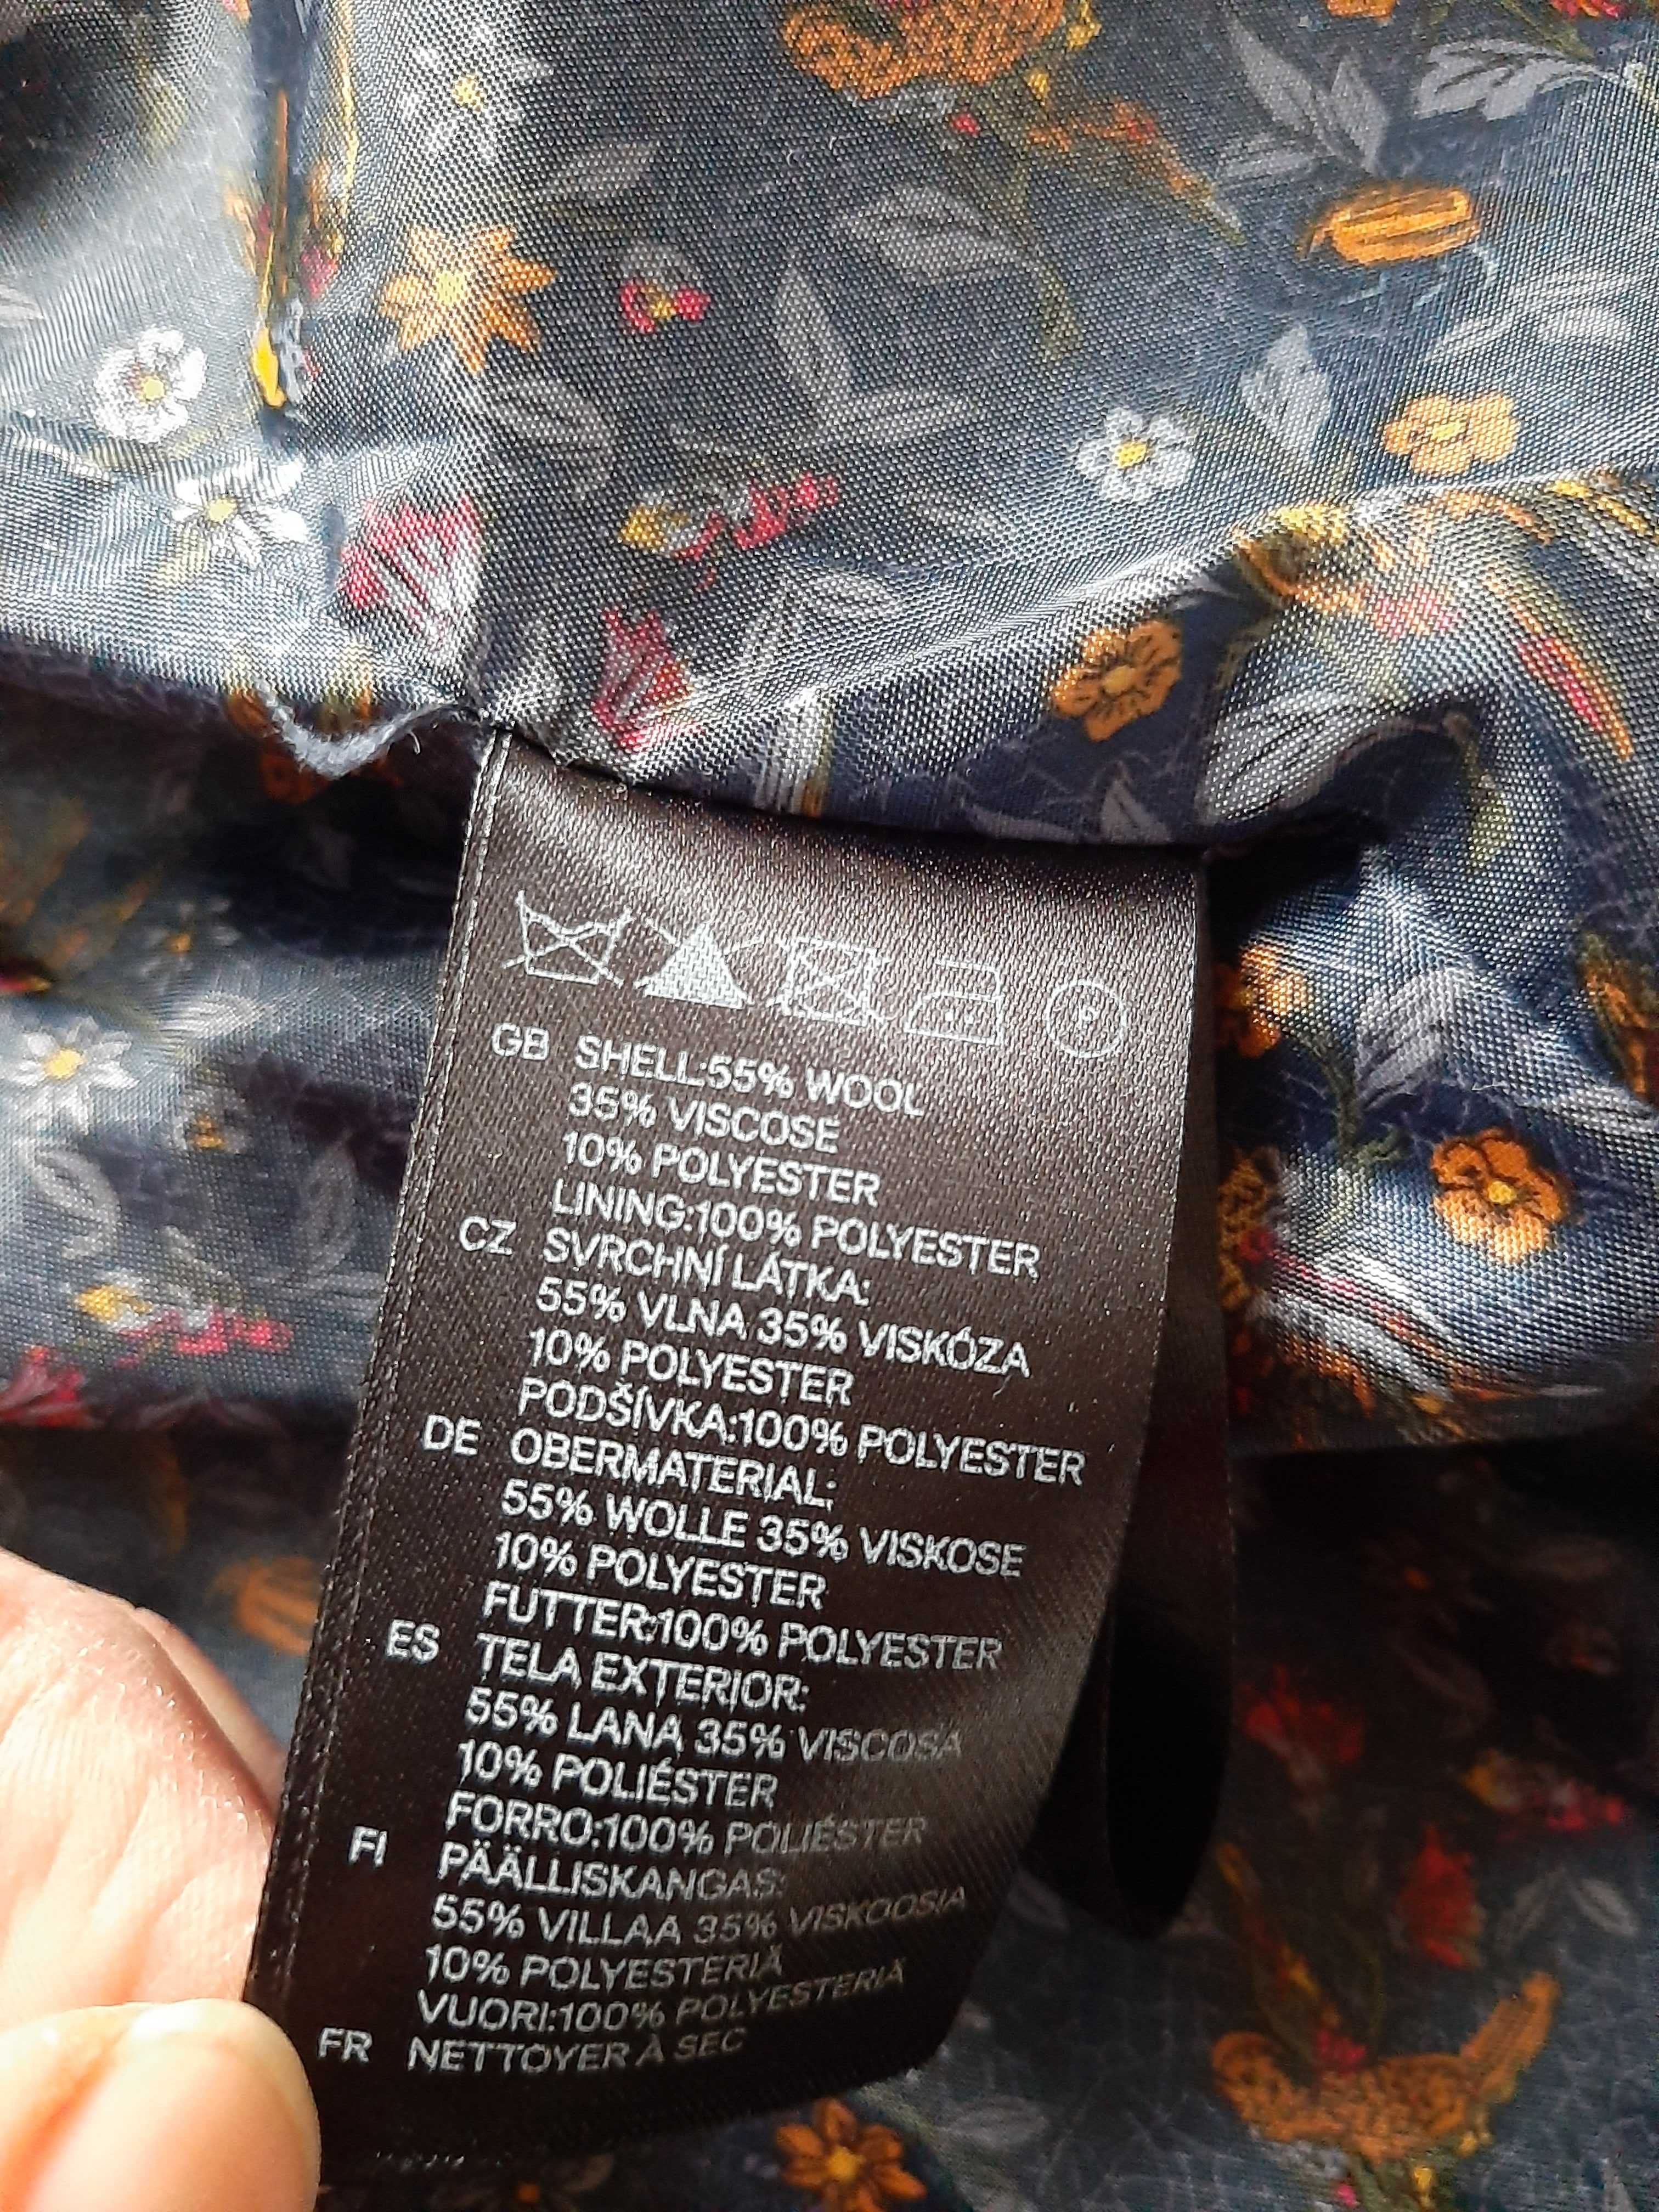 P
GB SHELL:55% WOOL
35% VISCOSE
10% POLYESTER
LINING:100% POLYESTER
CZ SVRCHNÍ LÁTKA:
55% VLNA 35% VISKÓZA
10% POLYESTER
PODŠÍVKA:100% POLYESTER
DE OBERMATERIAL:
55% WOLLE 35% VISKOSE
10% POLYESTER
FUTTER:100% POLYESTER
ES TELA EXTERIOR:
55% LANA 35% VISCOSA
10% POLIÉSTER
FORRO:100% POLIÉSTER
FI PÄÄLLISKANGAS:
55% VILLAA 35% VISKOOSIA
10% POLYESTERIÄ
VUORI:100% POLYESTERIÄ
FR NETTOYER À SEC